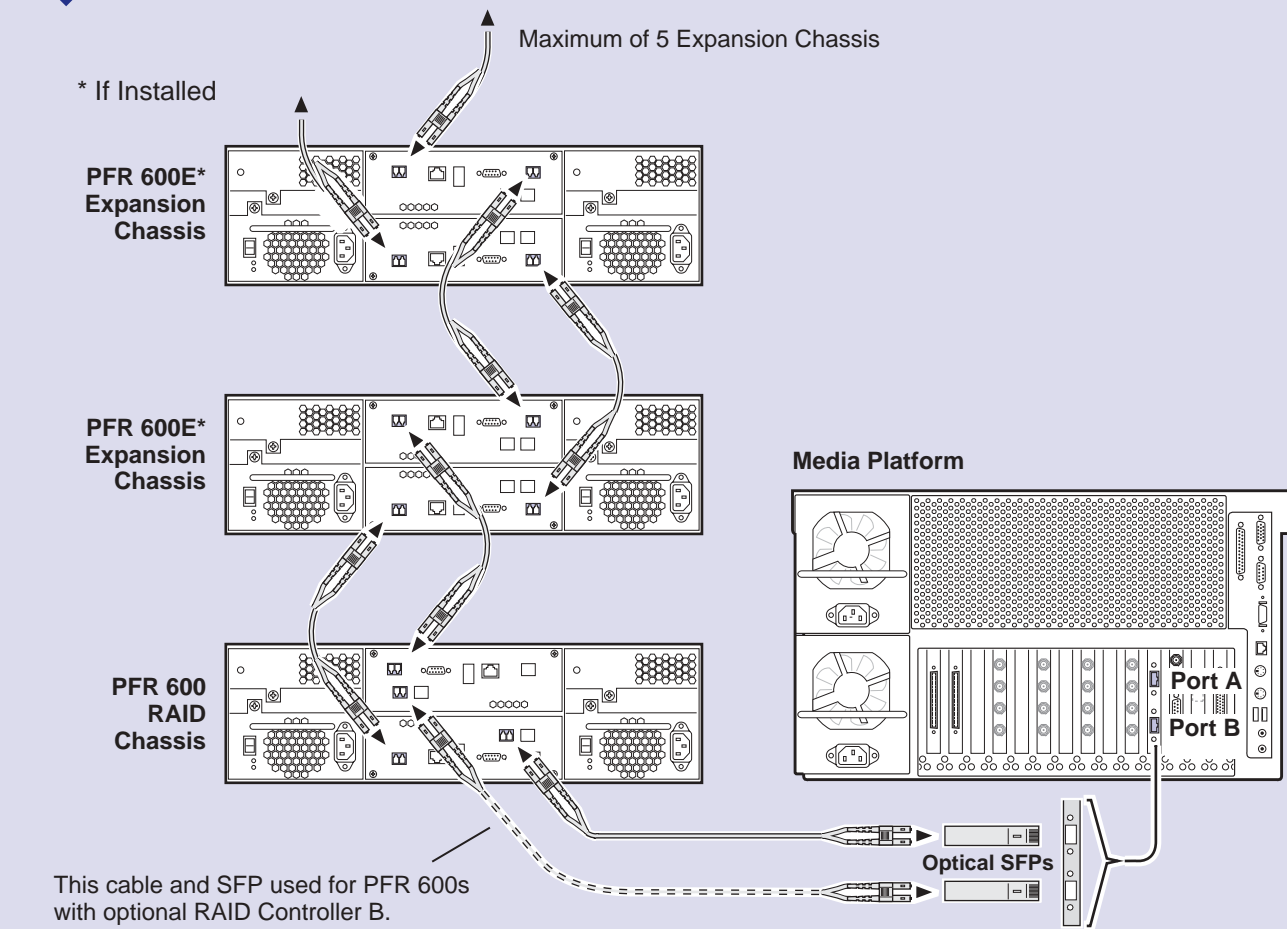 Maximum of 5 Expansion Chassis
* If Installed
PFR 600E*
Expansion
Chassis
PFR 600E*
Expansion
Chassis
Media Platform
PFR 600
RAID
Chassis
Port A
Port B
Optical SFPs
This cable and SFP used for PFR 600s
with optional RAID Controller B.